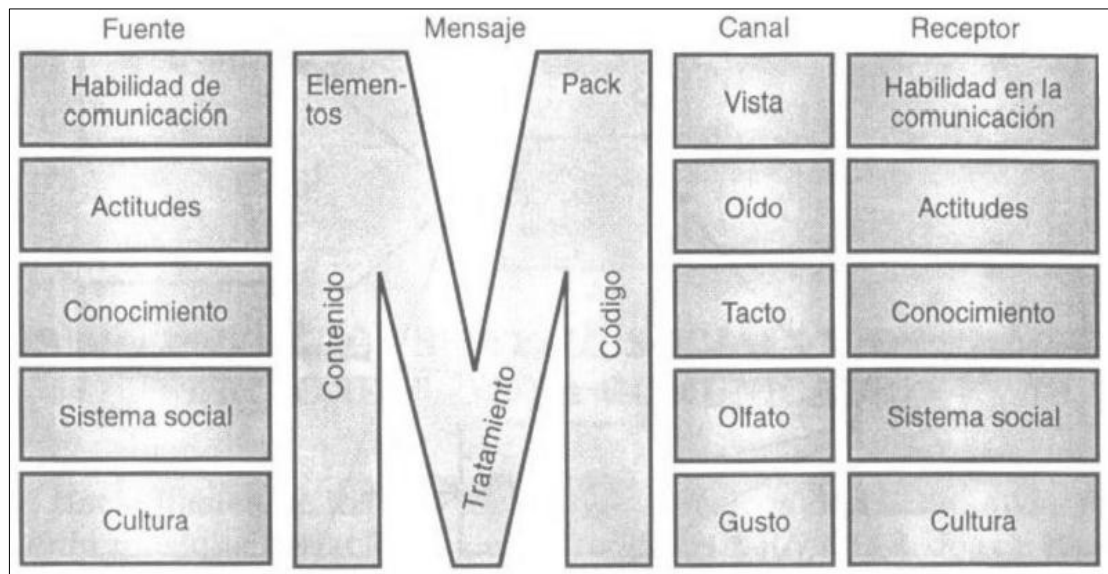 Fuente
Mensaje
Canal
Receptor
Habilidad de
comunicación
Actitudes
Conocimiento
Sistema social
Cultura
Elemen-
tos
Pack
Contenido
Tratamiento
Código
Vista
Oído
Tacto
Olfato
Gusto
Habilidad en la
comunicación
Actitudes
Conocimiento
Sistema social
Cultura